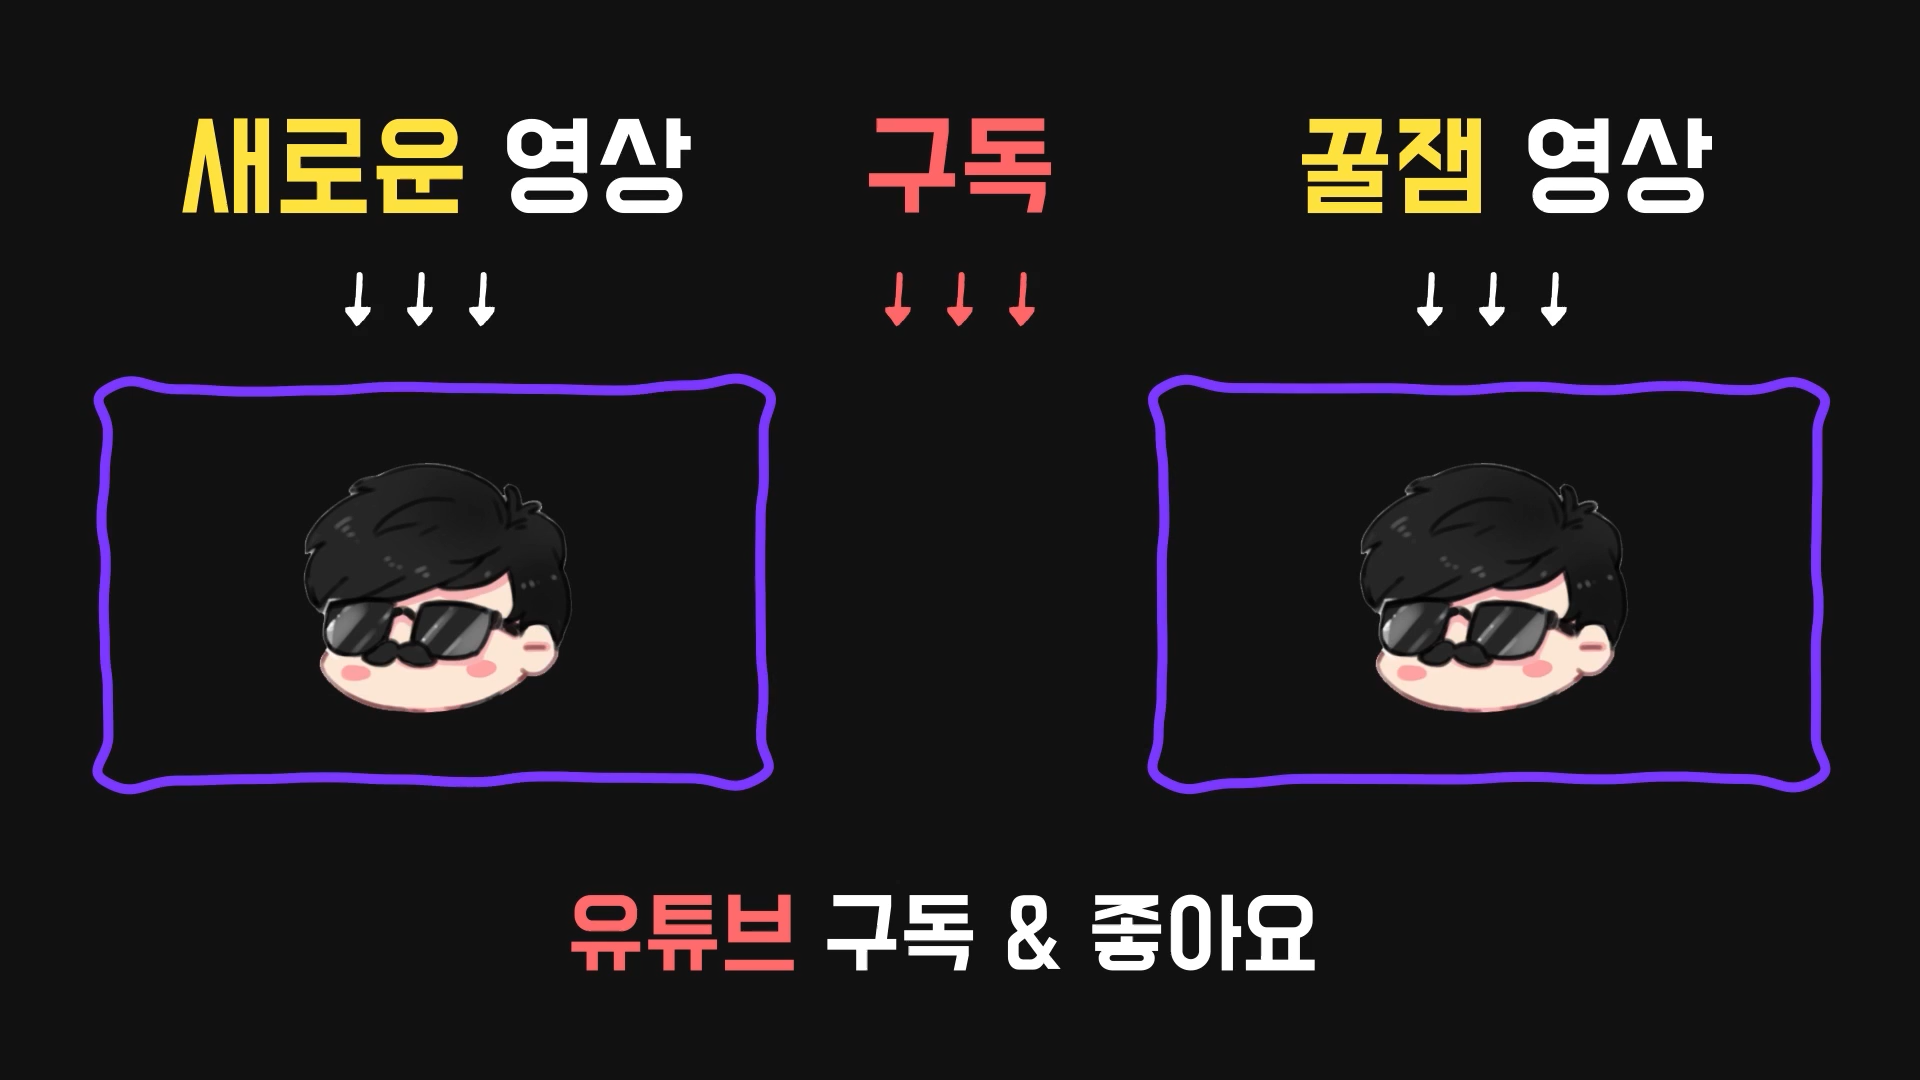 새로운 영상
구독
꿀잼 영상
유튜브 구독 & 좋아요